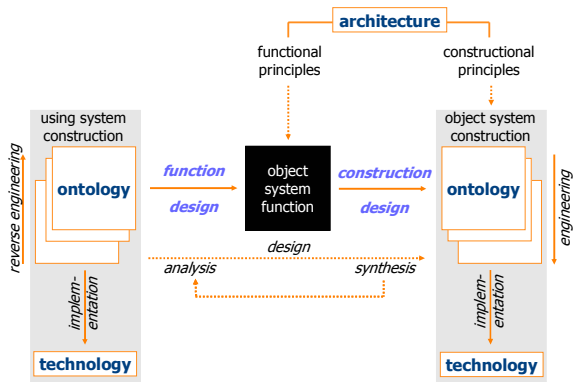 architecture
functional
principles
constructional
principles
using system
construction
object system
construction
reverse engineering
ontology
function
design
object
system
function
construction
design
ontology
engineering
design
analysis
synthesis
implem-
entation
implem-
entation
technology
technology